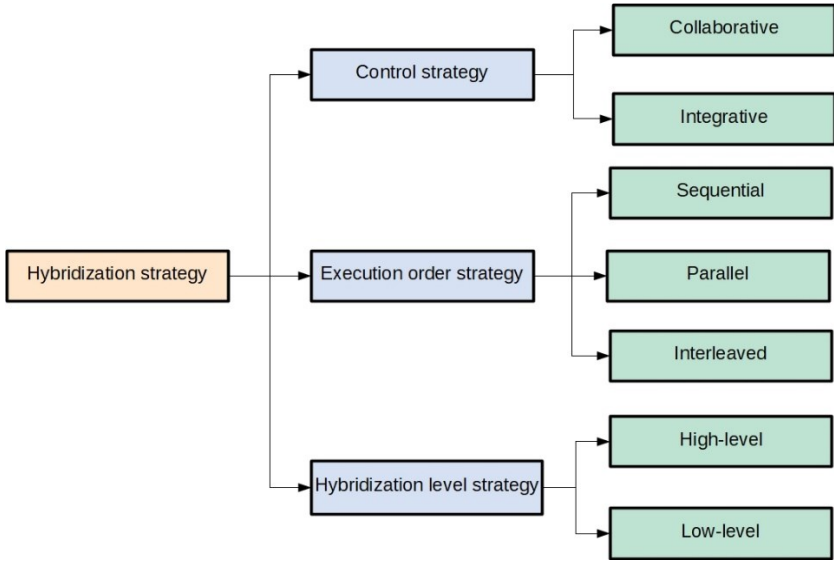 Hybridization strategy
Control strategy
Collaborative
Integrative
Execution order strategy
Sequential
Parallel
Interleaved
Hybridization level strategy
High-level
Low-level